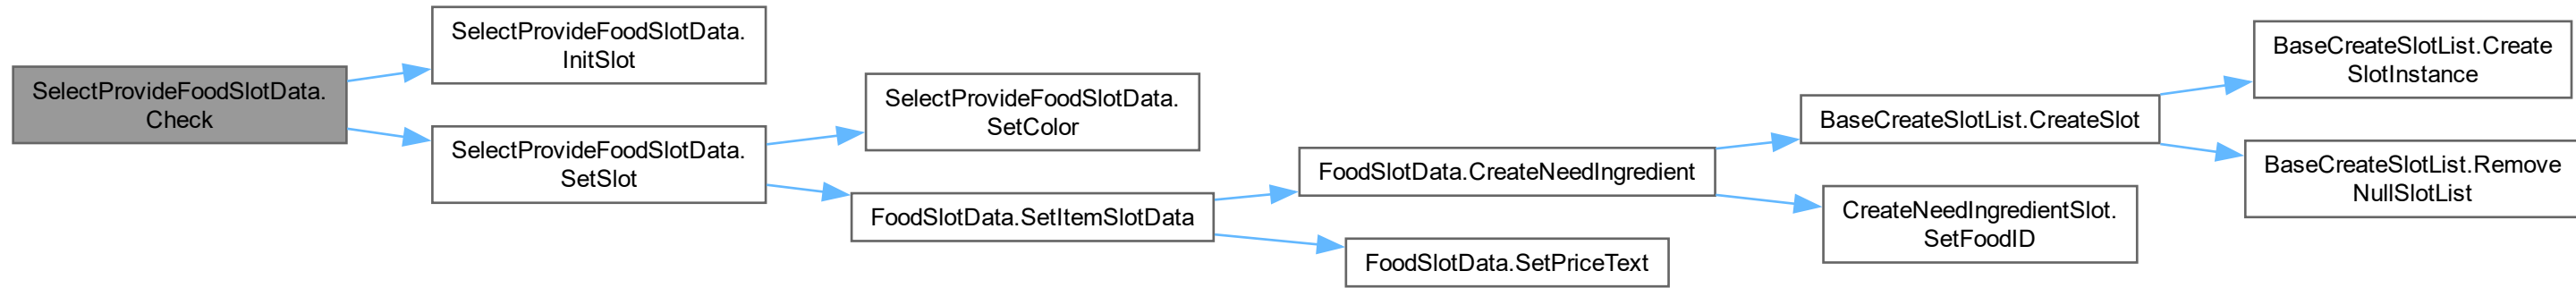 SelectProvideFoodSlotData.
Check
SelectProvideFoodSlotData.
InitSlot
SelectProvideFoodSlotData.
SetSlot
SelectProvideFoodSlotData.
SetColor
FoodSlotData.SetItemSlotData
FoodSlotData.CreateNeedIngredient
FoodSlotData.SetPriceText
BaseCreateSlotList.CreateSlot
CreateNeedIngredientSlot.
SetFoodID
BaseCreateSlotList.Create
SlotInstance
BaseCreateSlotList.Remove
NullSlotList